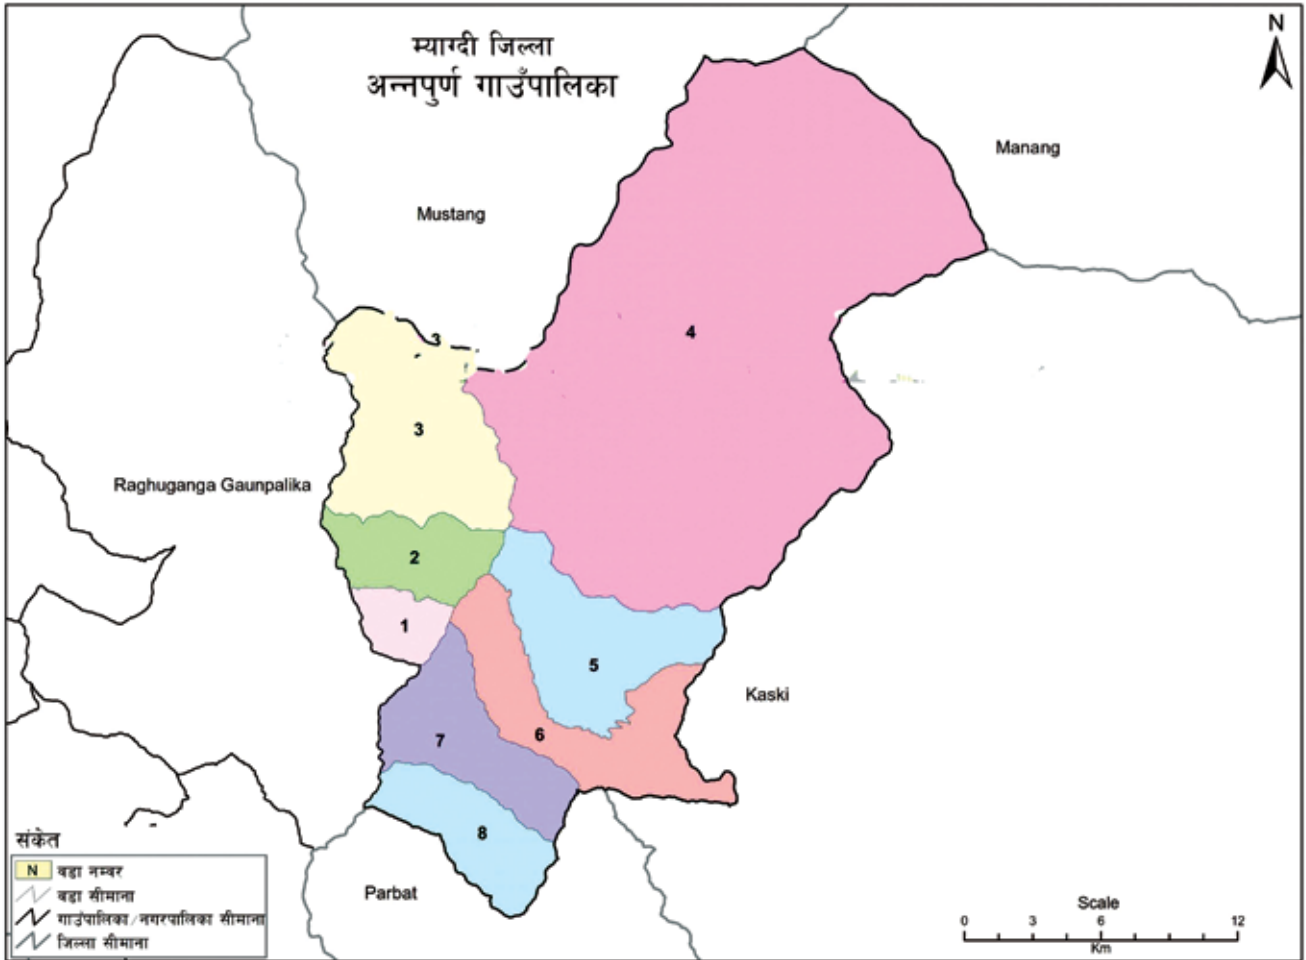 म्याग्दी जिल्ला
अन्नपुर्ण गाउँपालिका
N
Manang
Mustang
3
4
3
Raghuganga Gaunpalika
2
1
5
Kaski
6
7
8
Parbat
संकेत
N वडा नम्वर
वडा सीमाना
गाउँपालिका/नगरपालिका सीमाना
जिल्ला सीमाना
Scale
0 3 6 12
Km